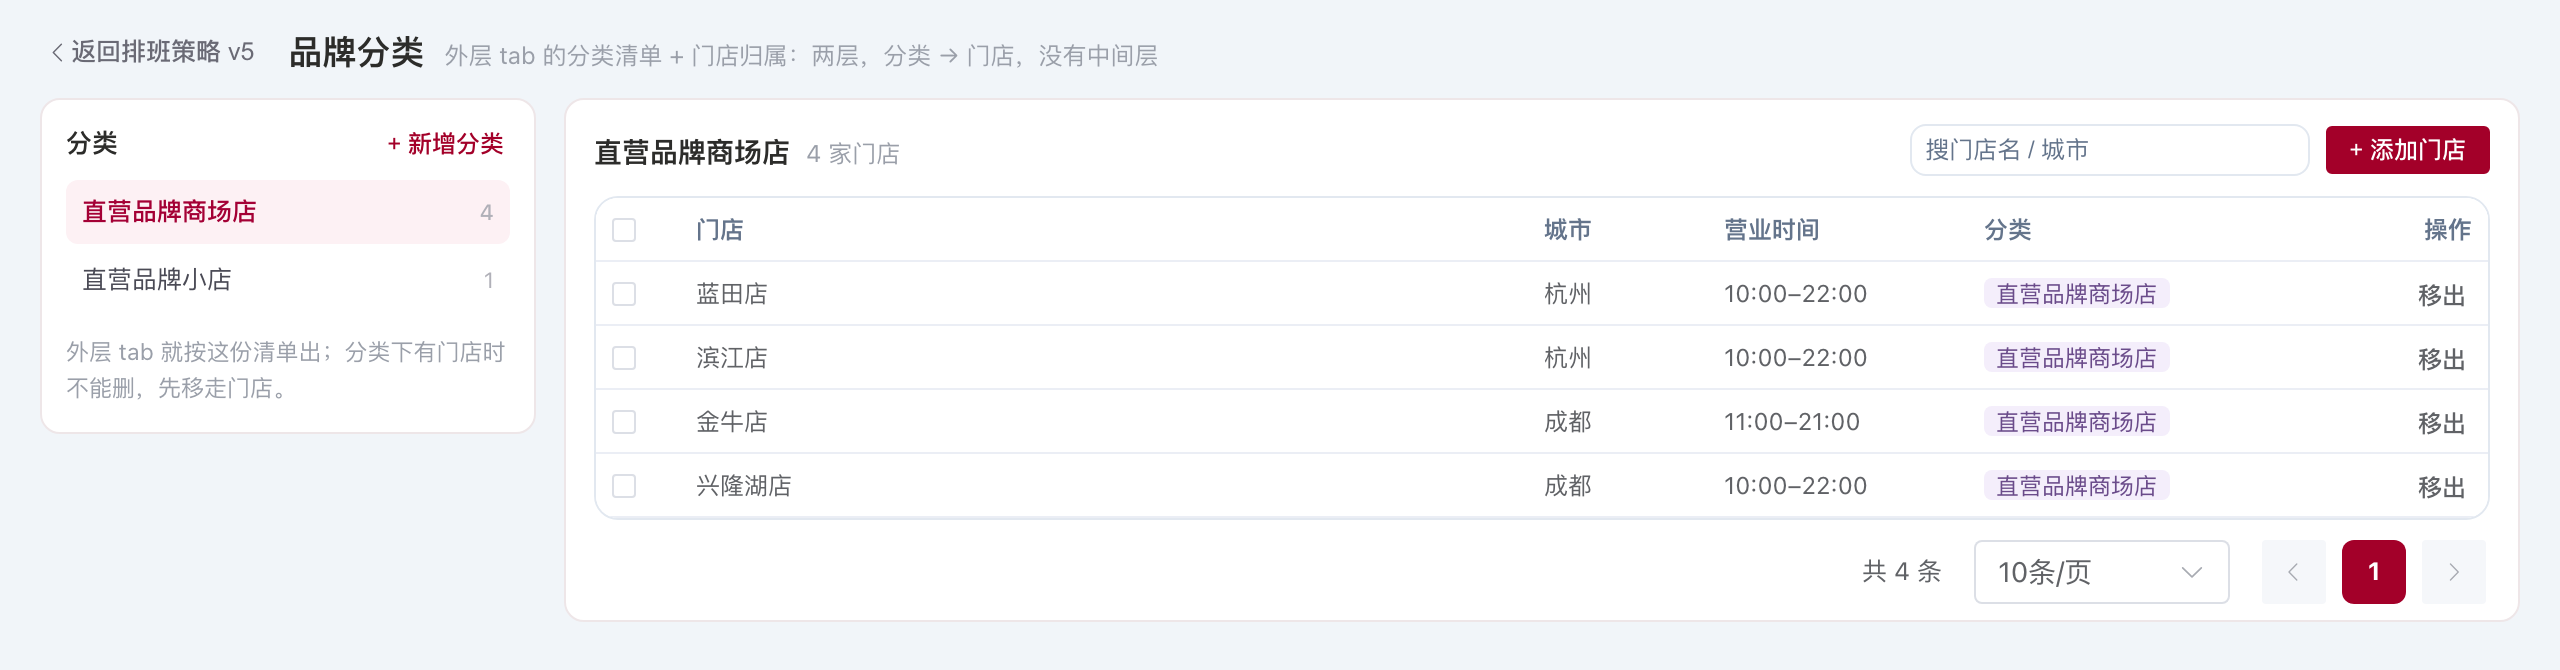 返回排班策略 v5 品牌分类 外层 tab 的分类清单 + 门店归属：两层，分类 → 门店，没有中间层
分类 + 新增分类
直营品牌商场店 4
直营品牌小店 1
外层 tab 就按这份清单出；分类下有门店时
不能删，先移走门店。
直营品牌商场店 4 家门店 搜门店名 / 城市 + 添加门店
门店 城市 营业时间 分类 操作
蓝田店 杭州 10:00–22:00 直营品牌商场店 移出
滨江店 杭州 10:00–22:00 直营品牌商场店 移出
金牛店 成都 11:00–21:00 直营品牌商场店 移出
兴隆湖店 成都 10:00–22:00 直营品牌商场店 移出
共 4 条 10条/页 1